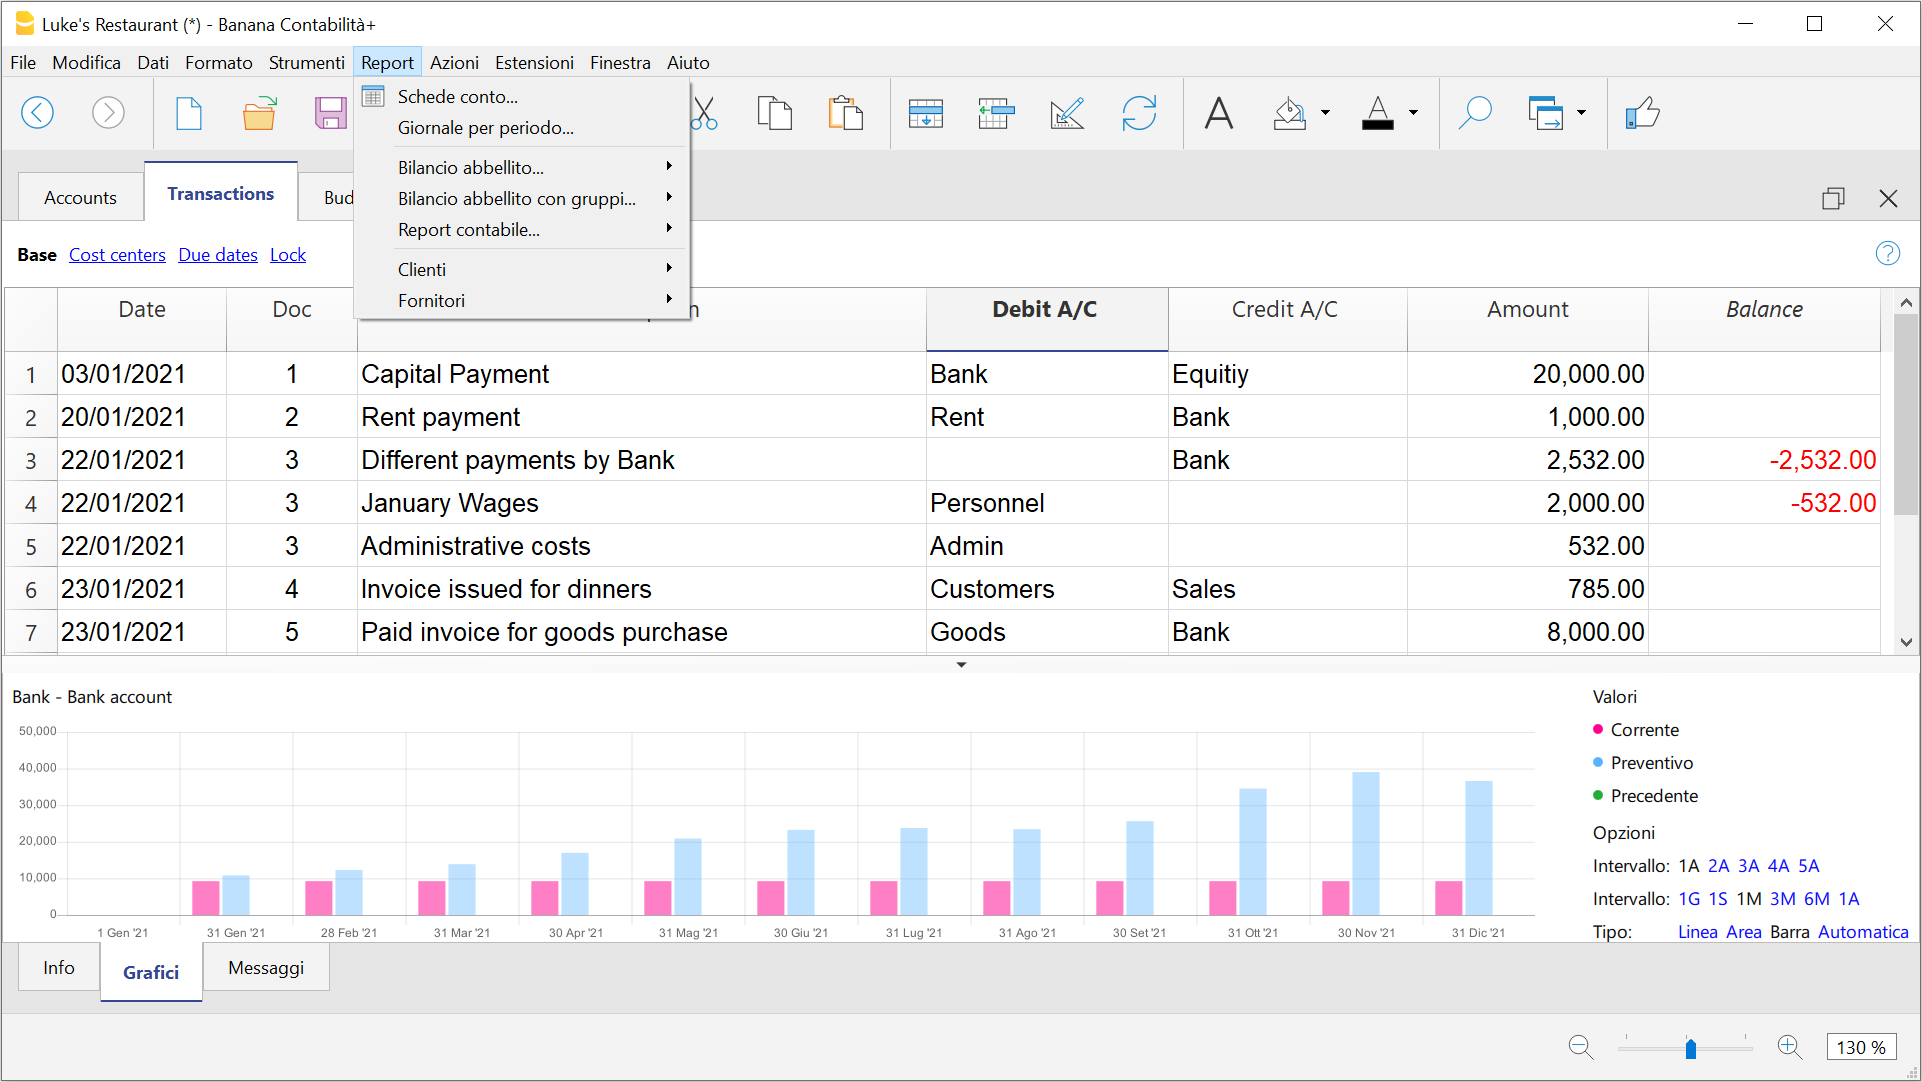 Luke's Restaurant (*) - Banana Contabilità+
File Modifica Dati Formato Strumenti Report Azioni Estensioni Finestra Aiuto
Schede conto...
Giornale per periodo...
Bilancio abbellito...
Bilancio abbellito con gruppi...
Report contabile...
Clienti
Fornitori
Accounts Transactions Bud
Base Cost centers Due dates Lock
Date Doc n Debit A/C Credit A/C Amount Balance
1 03/01/2021 1 Capital Payment Bank Equitiy 20,000.00
2 20/01/2021 2 Rent payment Rent Bank 1,000.00
3 22/01/2021 3 Different payments by Bank Bank 2,532.00 -2,532.00
4 22/01/2021 3 January Wages Personnel 2,000.00 -532.00
5 22/01/2021 3 Administrative costs Admin 532.00
6 23/01/2021 4 Invoice issued for dinners Customers Sales 785.00
7 23/01/2021 5 Paid invoice for goods purchase Goods Bank 8,000.00
Bank - Bank account
50,000
40,000
30,000
20,000
10,000
0
1 Gen '21 31 Gen '21 28 Feb '21 31 Mar '21 30 Apr '21 31 Mag '21 30 Giu '21 31 Lug '21 31 Ago '21 30 Set '21 31 Ott '21 30 Nov '21 31 Dic '21
Valori
Corrente
Preventivo
Precedente
Opzioni
Intervallo: 1A 2A 3A 4A 5A
Intervallo: 1G 1S 1M 3M 6M 1A
Tipo: Linea Area Barra Automatica
Info Grafici Messaggi
130 %